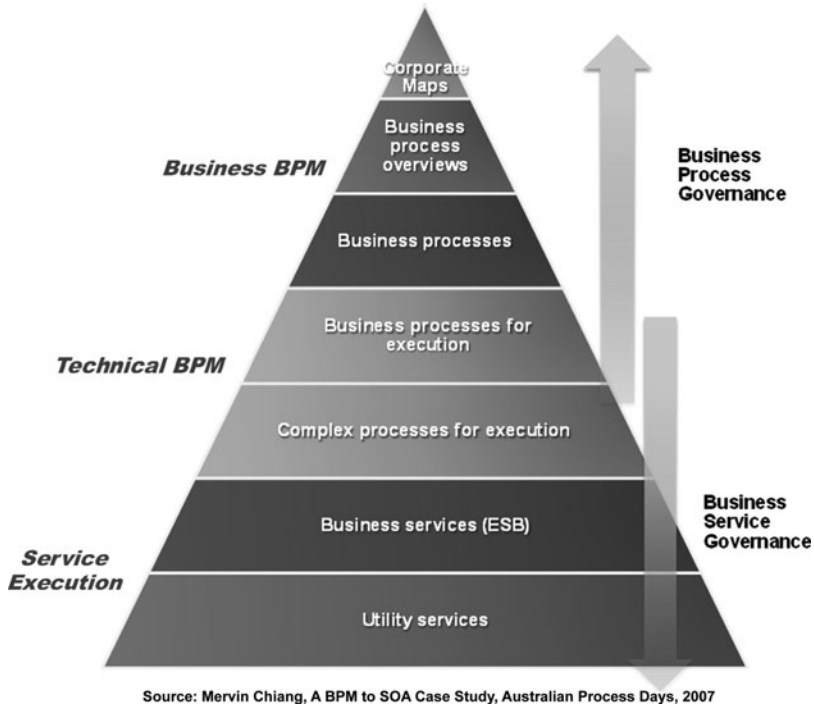 Corporate
Maps
Business
process
overviews
Business BPM
Business
Process
Governance
Business processes
Business processes for
execution
Technical BPM
Complex processes for execution
Business services (ESB)
Business
Service
Governance
Service
Execution
Utility services
Source: Mervin Chiang, A BPM to SOA Case Study, Australian Process Days, 2007